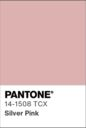 PANTONE®
14-1508 TCX
Silver Pink